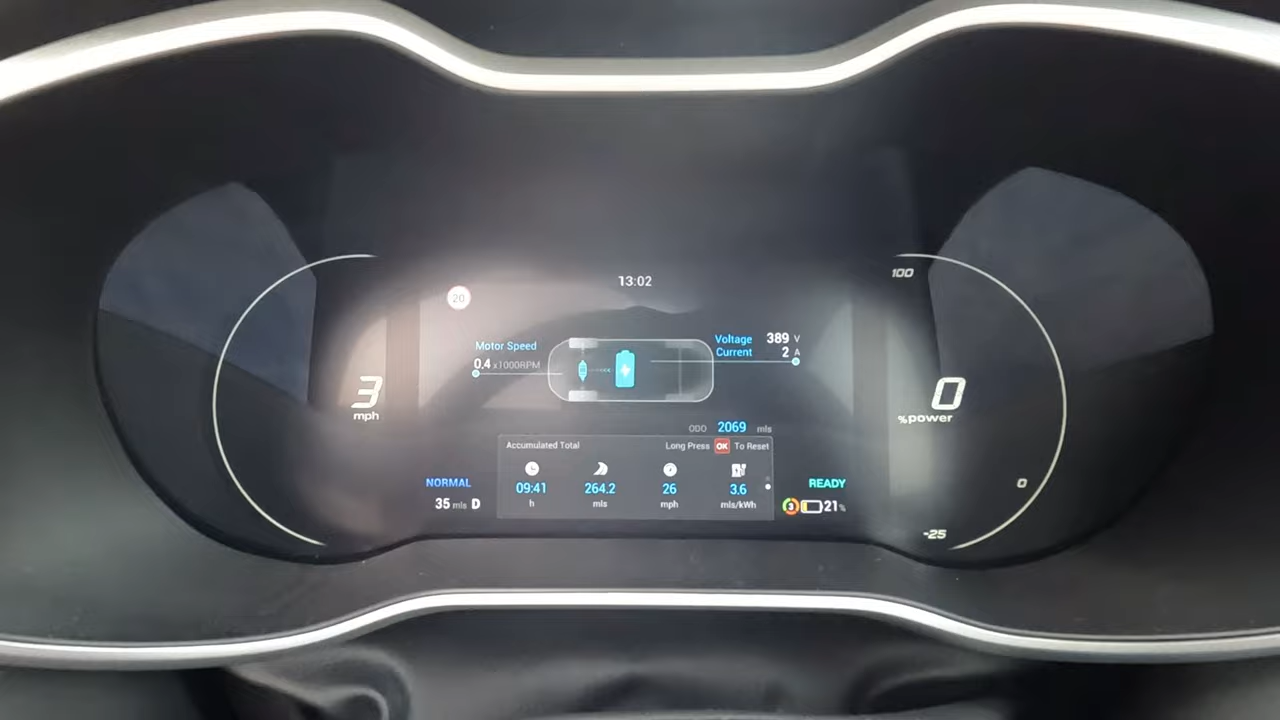 13:02
20
100
Motor Speed
0.4 x1000RPM
Voltage 389 V
Current 2 A
3
mph
0
%power
ODO 2069 mls
Accumulated Total Long Press OK To Reset
09:41 264.2 26 3.6
h mls mph mls/kWh
NORMAL
35 mls D
READY
3 21%
0
-25